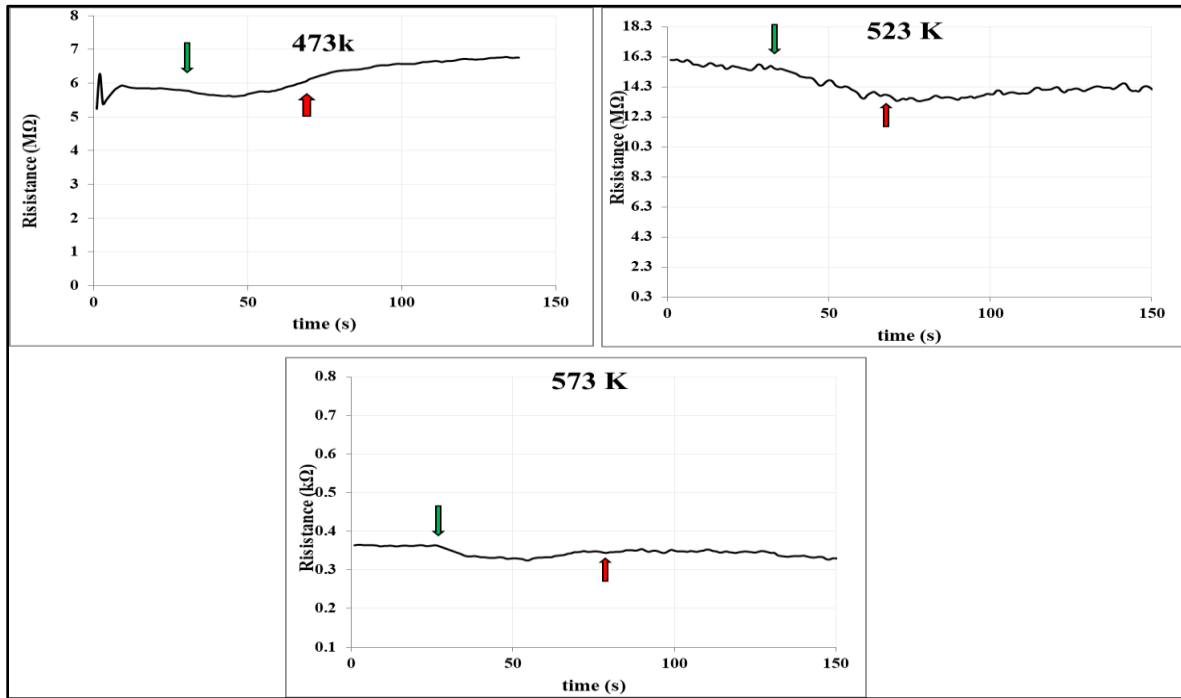 473k
Risistance (MΩ)
8
7
6
5
4
3
2
1
0
0 50 100 150
time (s)
523 K
Risistance (MΩ)
18.3
16.3
14.3
12.3
10.3
8.3
6.3
4.3
2.3
0.3
0 50 100 150
time (s)
573 K
Risistance (kΩ)
0.8
0.7
0.6
0.5
0.4
0.3
0.2
0.1
0 50 100 150
time (s)